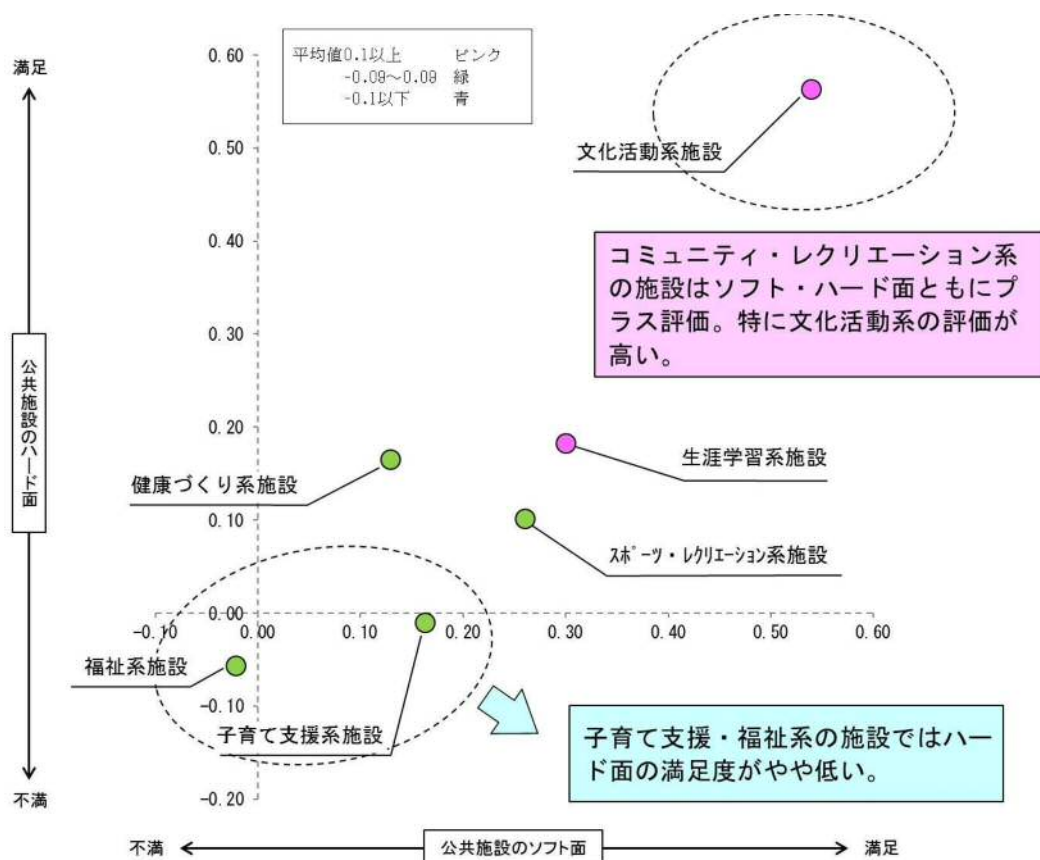 満足
0.60
平均値0.1以上 ピンク
-0.09～0.09 緑
-0.1以下 青
0.50
文化活動系施設
0.40
コミュニティ・レクリエーション系
の施設はソフト・ハード面ともにプ
ラス評価。特に文化活動系の評価が
高い。
0.30
公共施設のハード面
0.20
生涯学習系施設
健康づくり系施設
0.10
ｽﾎﾟｰﾂ・ﾚｸﾘｴｰｼｮﾝ系施設
0.00
-0.10 0.00 0.10 0.20 0.30 0.40 0.50 0.60
福祉系施設
-0.10
子育て支援系施設
子育て支援・福祉系の施設ではハー
ド面の満足度がやや低い。
-0.20
不満
不満 公共施設のソフト面 満足